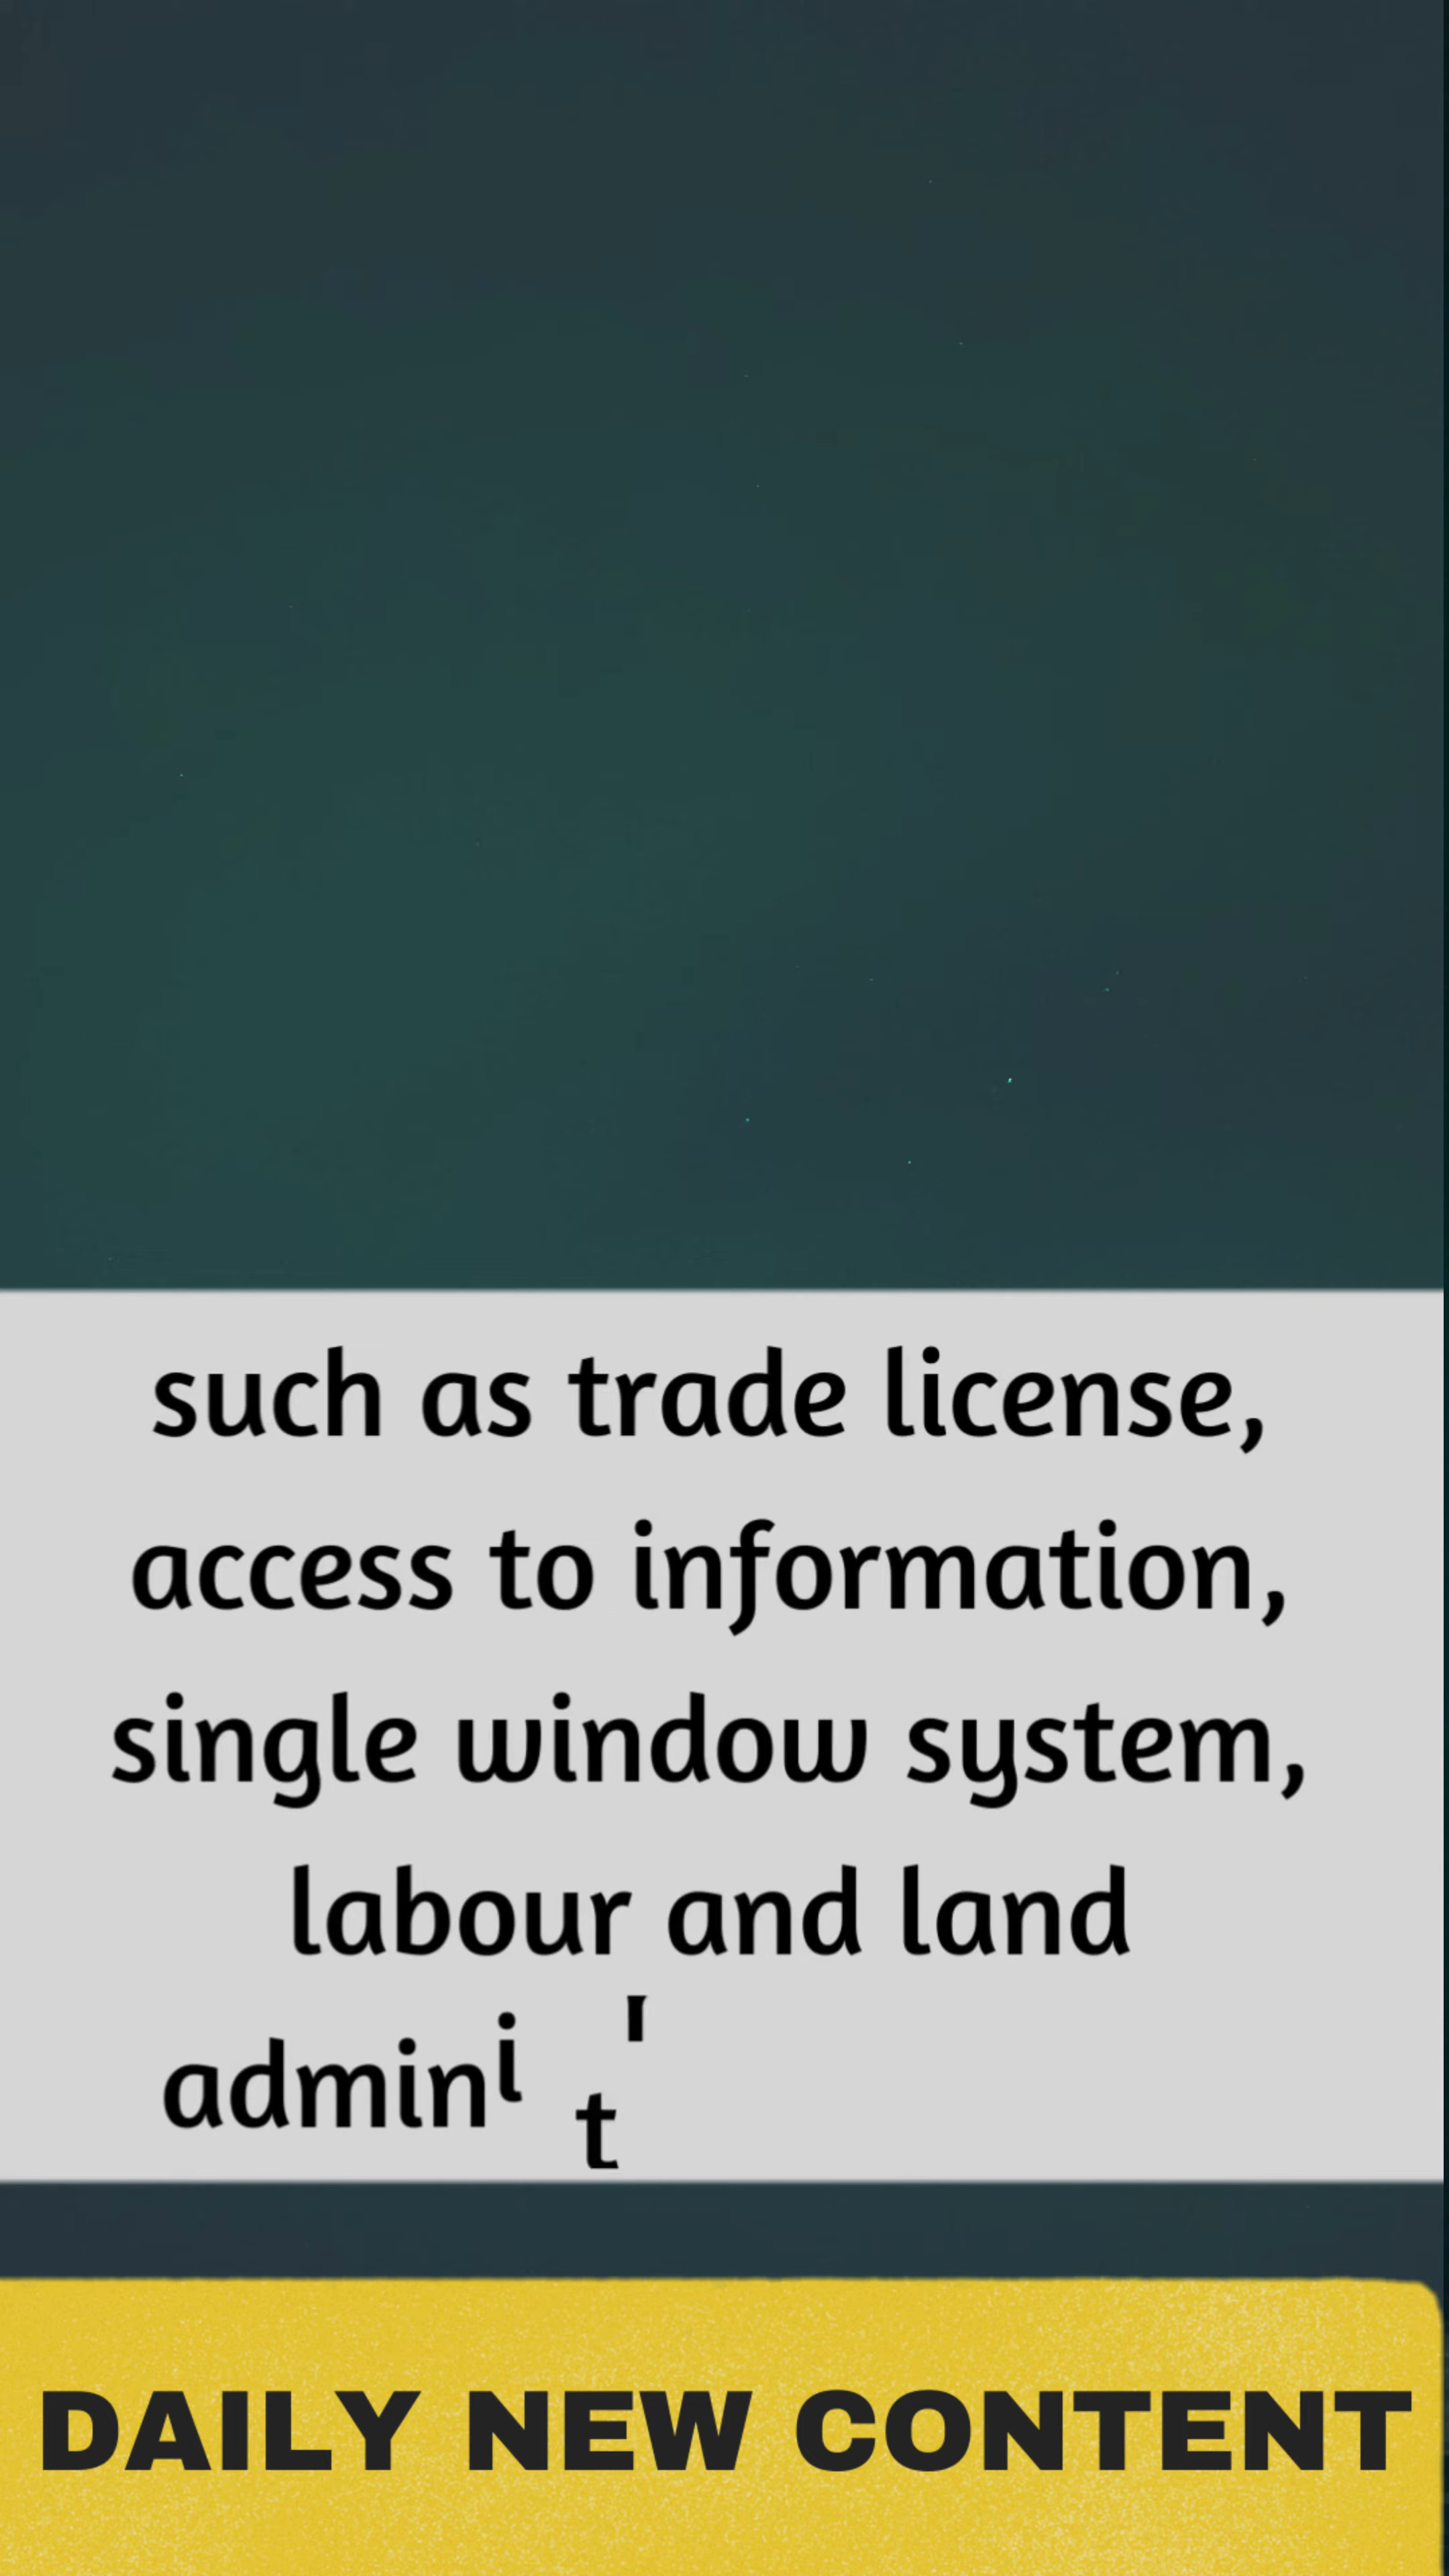 such as trade license,
access to information,
single window system,
labour and land
DAILY NEW CONTENT